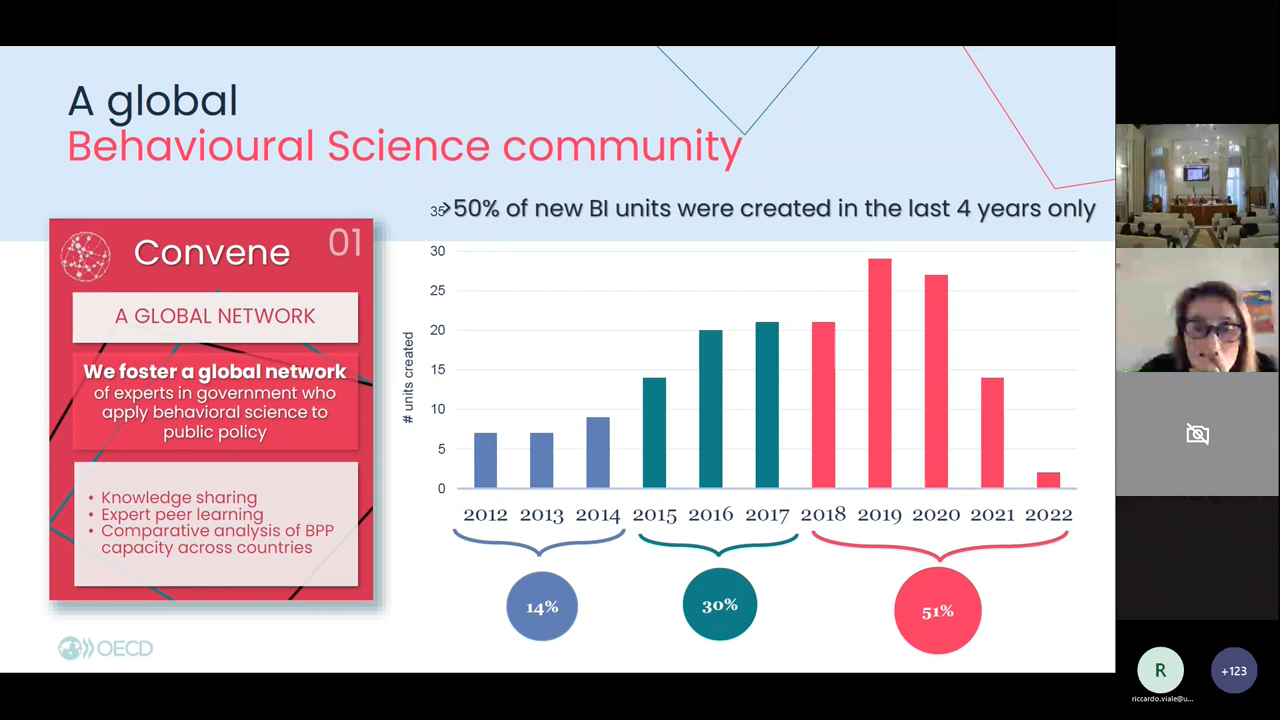 A global
Behavioural Science community
>50% of new BI units were created in the last 4 years only
Convene 01
A GLOBAL NETWORK
We foster a global network
of experts in government who
apply behavioral science to
public policy
• Knowledge sharing
• Expert peer learning
• Comparative analysis of BPP
capacity across countries
OECD
# units created
35
30
25
20
15
10
5
0
2012 2013 2014 2015 2016 2017 2018 2019 2020 2021 2022
14% 30% 51%
R
+123
riccardo.viale@u...